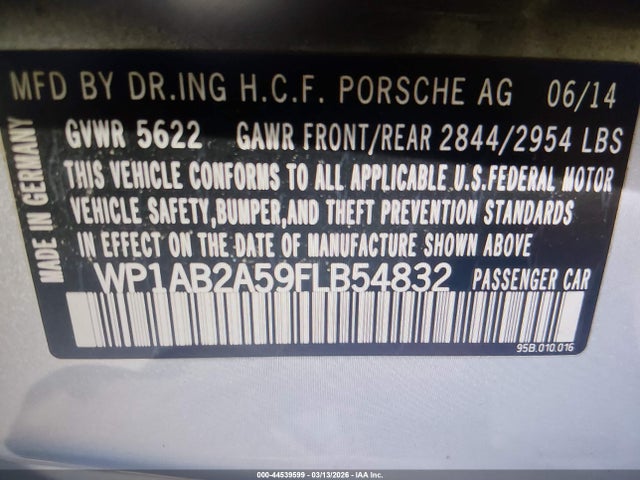 MFD BY DR.ING H.C.F. PORSCHE AG 06/14
GVWR 5622 GAWR FRONT/REAR 2844/2954 LBS
THIS VEHICLE CONFORMS TO ALL APPLICABLE U.S.FEDERAL MOTOR
VEHICLE SAFETY,BUMPER,AND THEFT PREVENTION STANDARDS
IN EFFECT ON THE DATE OF MANUFACTURE SHOWN ABOVE
MADE IN GERMANY
WP1AB2A59FLB54832 PASSENGER CAR
95B.010.016
000-44539599 | 03/13/2026 | IAA Inc.